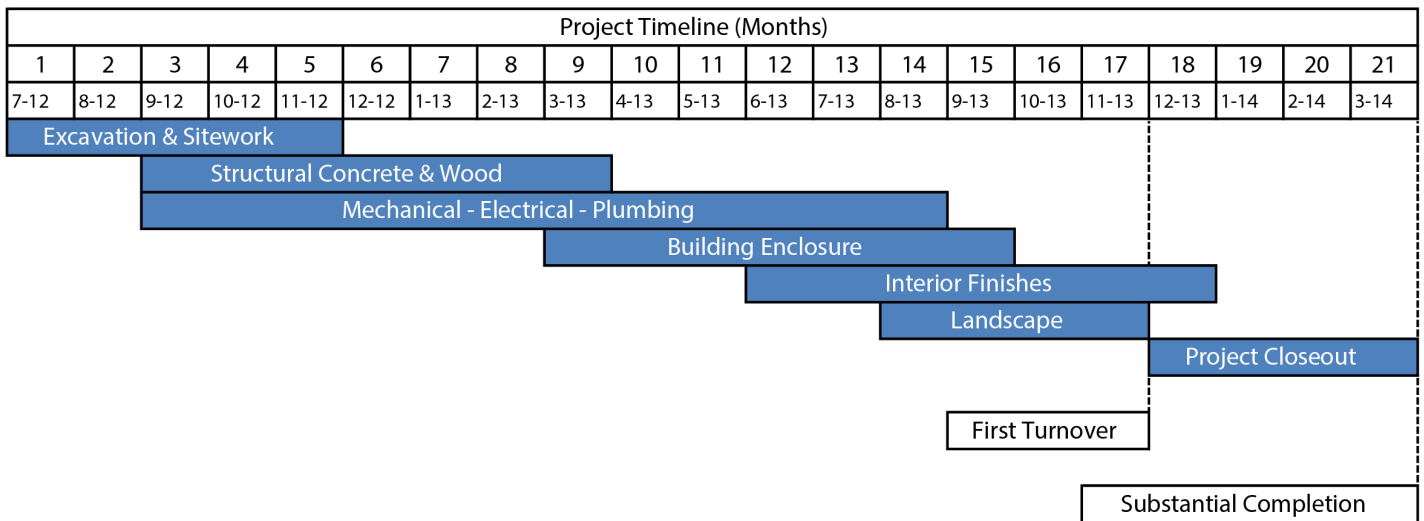 Project Timeline (Months)
1 2 3 4 5 6 7 8 9 10 11 12 13 14 15 16 17 18 19 20 21
7-12 8-12 9-12 10-12 11-12 12-12 1-13 2-13 3-13 4-13 5-13 6-13 7-13 8-13 9-13 10-13 11-13 12-13 1-14 2-14 3-14
Excavation & Sitework
Structural Concrete & Wood
Mechanical - Electrical - Plumbing
Building Enclosure
Interior Finishes
Landscape
Project Closeout
First Turnover
Substantial Completion